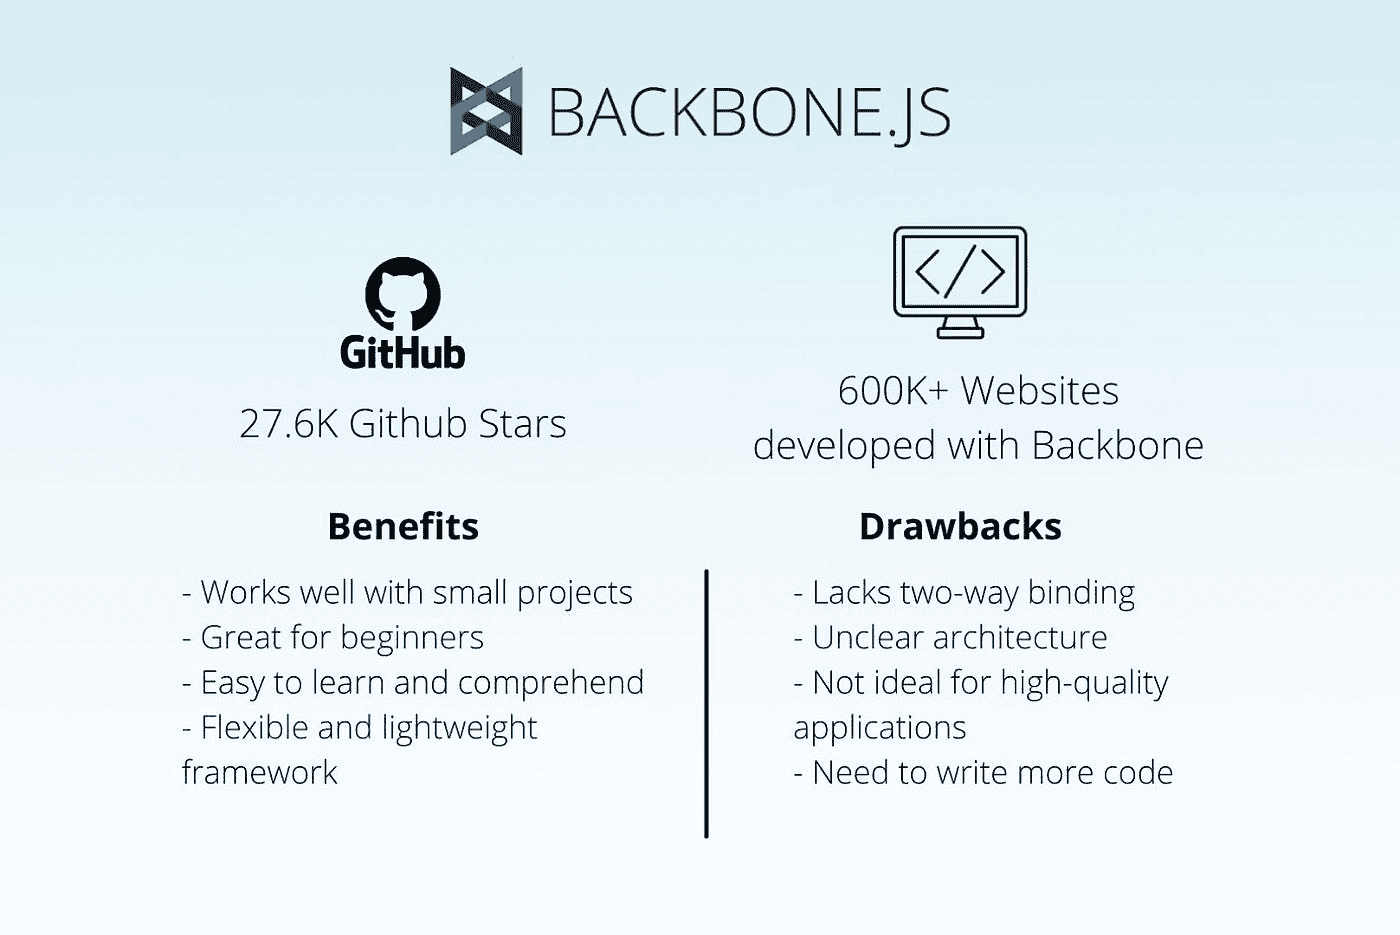 BACKBONE.JS
GitHub
27.6K Github Stars
600K+ Websites
developed with Backbone
Benefits
- Works well with small projects
- Great for beginners
- Easy to learn and comprehend
- Flexible and lightweight
framework
Drawbacks
- Lacks two-way binding
- Unclear architecture
- Not ideal for high-quality
applications
- Need to write more code